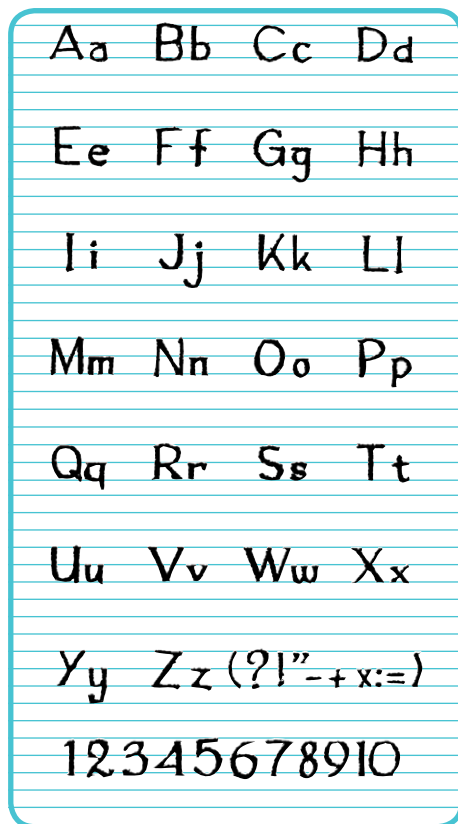 Aa Bb Cc Dd
Ee Ff Gg Hh
Ii Jj Kk Ll
Mm Nn Oo Pp
Qq Rr Ss Tt
Uu Vv Ww Xx
Yy Zz (?!”-+x:=)
12345678910